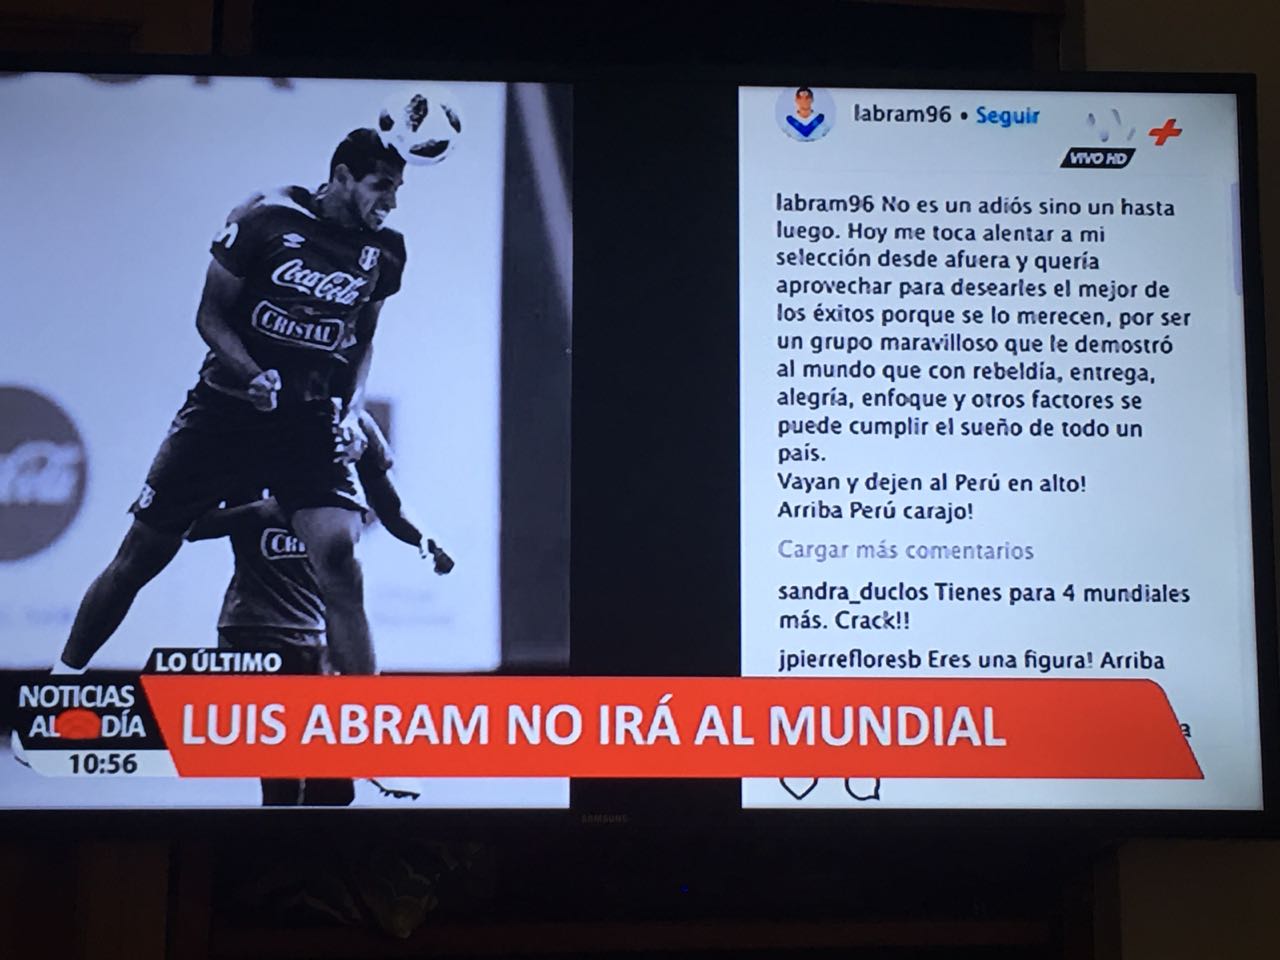 labram96 • Seguir
VIVO HD
labram96 No es un adiós sino un hasta
luego. Hoy me toca alentar a mi
selección desde afuera y quería
aprovechar para desearles el mejor de
los éxitos porque se lo merecen, por ser
un grupo maravilloso que le demostró
al mundo que con rebeldía, entrega,
alegría, enfoque y otros factores se
puede cumplir el sueño de todo un
país.
Vayan y dejen al Perú en alto!
Arriba Perú carajo!
Cargar más comentarios
sandra_duclos Tienes para 4 mundiales
más. Crack!!
jpierrefloresb Eres una figura! Arriba
Coca-Cola
CRISTAL
LO ÚLTIMO
NOTICIAS
AL DÍA
10:56
LUIS ABRAM NO IRÁ AL MUNDIAL
SAMSUNG